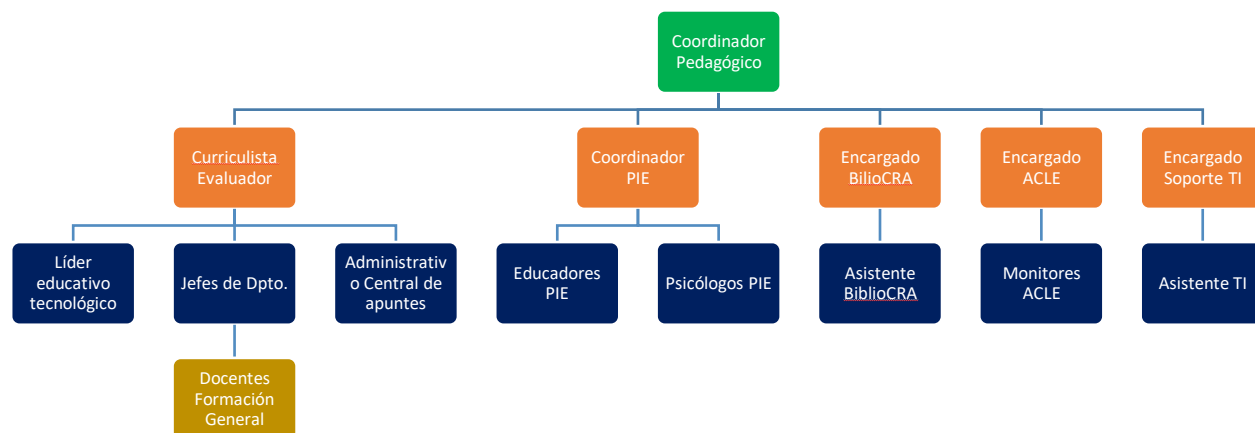 Coordinador
Pedagógico
Curriculista
Evaluador
Coordinador
PIE
Encargado
BilioCRA
Encargado
ACLE
Encargado
Soporte TI
Líder
educativo
tecnológico
Jefes de Dpto.
Administrativ
o Central de
apuntes
Educadores
PIE
Psicólogos PIE
Asistente
BiblioCRA
Monitores
ACLE
Asistente TI
Docentes
Formación
General